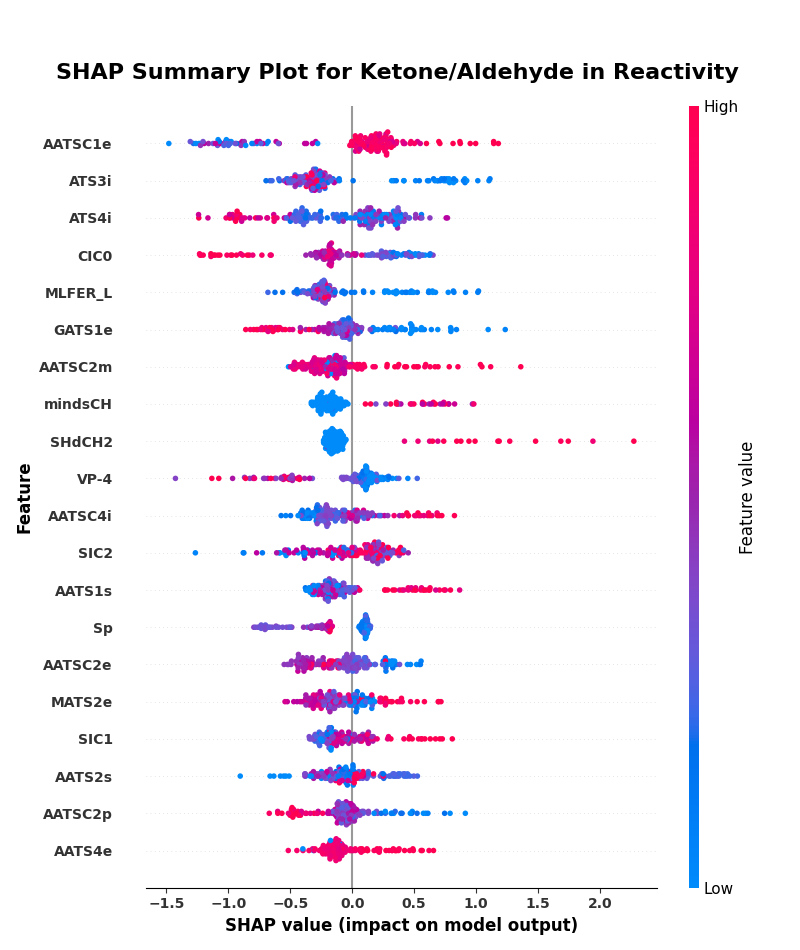 SHAP Summary Plot for Ketone/Aldehyde in Reactivity
High
AATSC1e
ATS3i
ATS4i
CIC0
MLFER_L
GATS1e
AATSC2m
mindsCH
SHdCH2
VP-4
AATSC4i
SIC2
AATS1s
Sp
AATSC2e
MATS2e
SIC1
AATS2s
AATSC2p
AATS4e
Feature
Feature value
Low
−1.5 −1.0 −0.5 0.0 0.5 1.0 1.5 2.0
SHAP value (impact on model output)